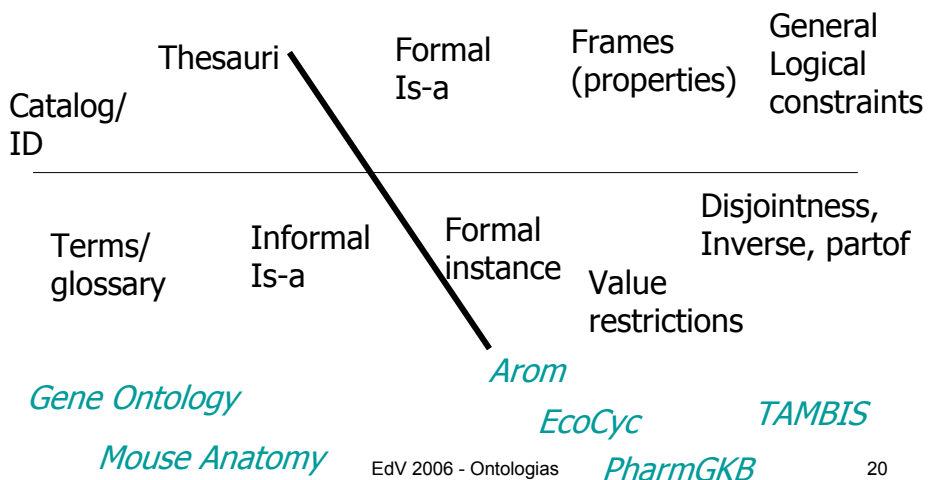 Thesauri
Formal
Is-a
Frames
(properties)
General
Logical
constraints
Catalog/
ID
Terms/
glossary
Informal
Is-a
Formal
instance
Value
restrictions
Disjointness,
Inverse, partof
Gene Ontology
Mouse Anatomy
Arom
EcoCyc
PharmGKB
TAMBIS
EdV 2006 - Ontologias
20